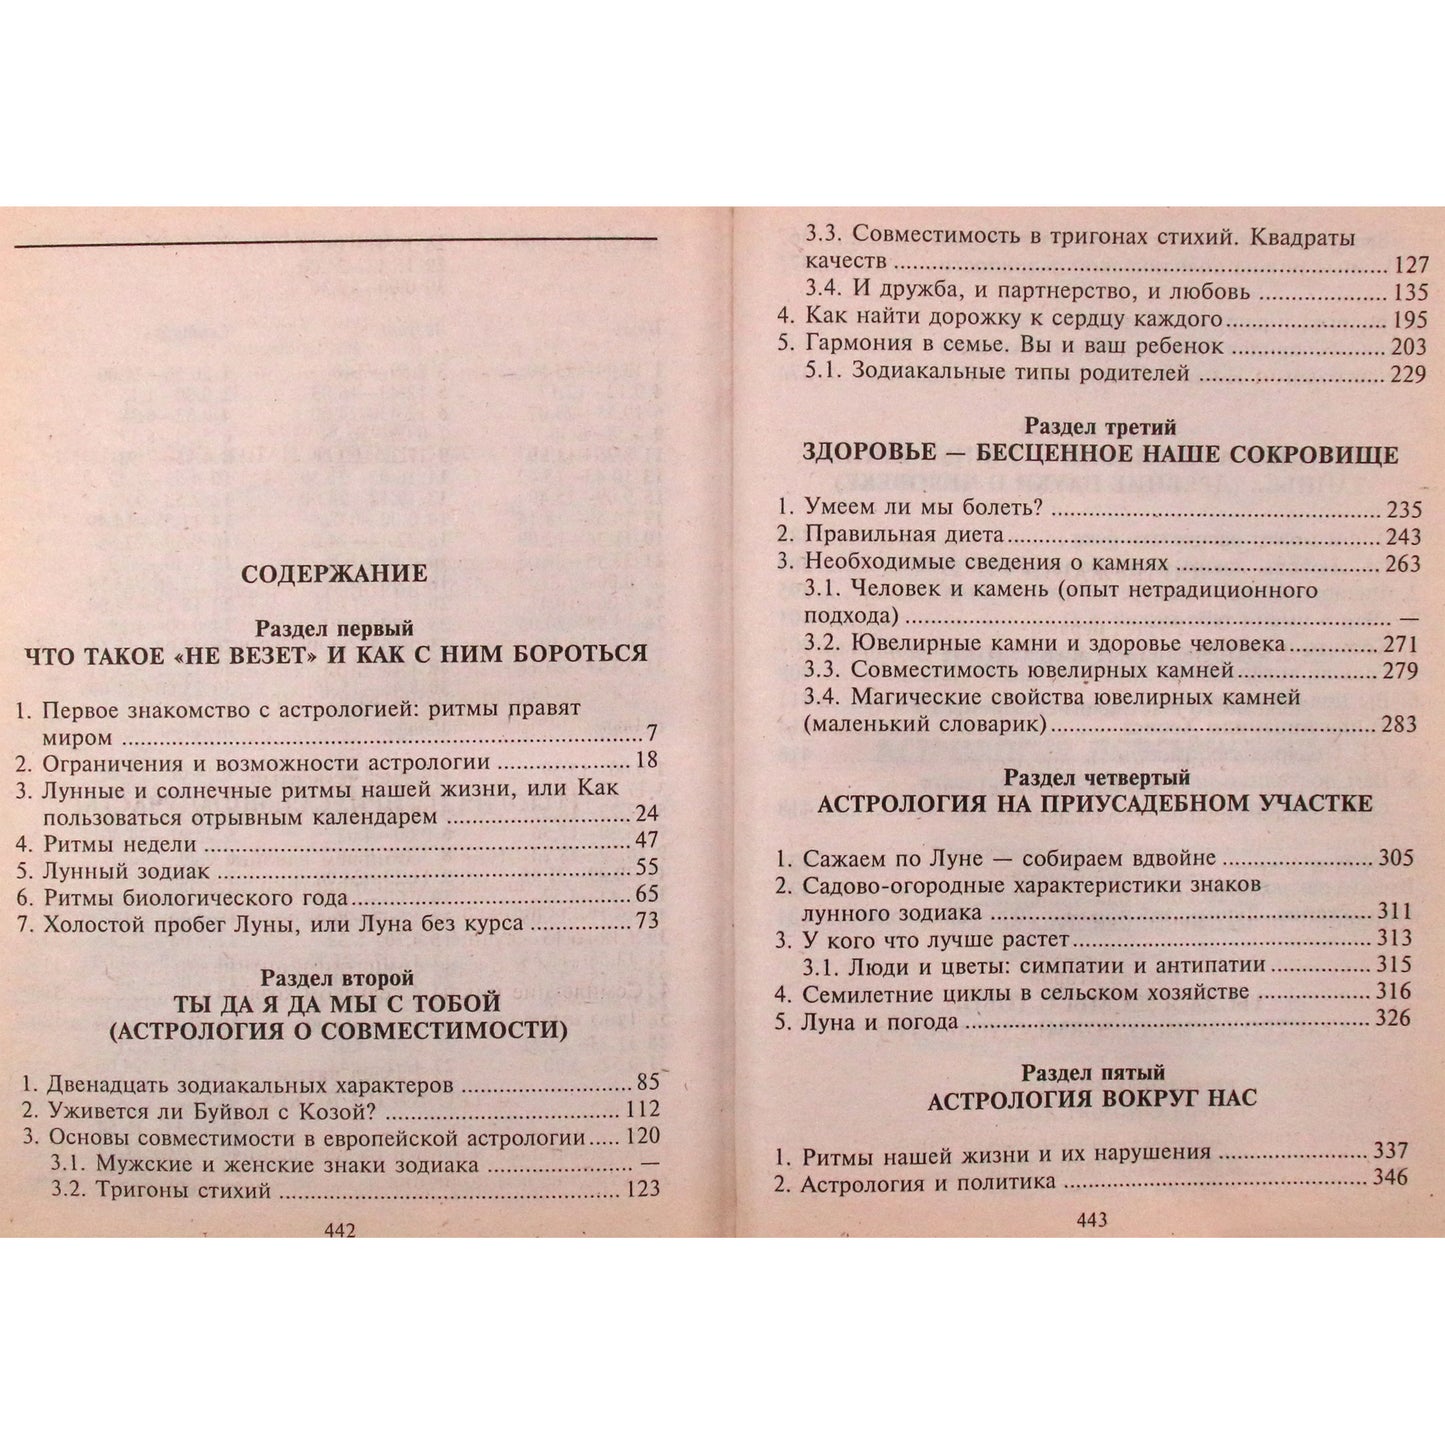 СОДЕРЖАНИЕ
Раздел первый
ЧТО ТАКОЕ «НЕ ВЕЗЕТ» И КАК С НИМ БОРОТЬСЯ
1. Первое знакомство с астрологией: ритмы правят
миром ........ 7
2. Ограничения и возможности астрологии ........ 18
3. Лунные и солнечные ритмы нашей жизни, или Как
пользоваться отрывным календарем ........ 24
4. Ритмы недели ........ 47
5. Лунный зодиак ........ 55
6. Ритмы биологического года ........ 65
7. Холостой пробег Луны, или Луна без курса ........ 73
Раздел второй
ТЫ ДА Я ДА МЫ С ТОБОЙ
(АСТРОЛОГИЯ О СОВМЕСТИМОСТИ)
1. Двенадцать зодиакальных характеров ........ 85
2. Уживется ли Буйвол с Козой? ........ 112
3. Основы совместимости в европейской астрологии ..... 120
3.1. Мужские и женские знаки зодиака ........ —
3.2. Тригоны стихий ........ 123
442
3.3. Совместимость в тригонах стихий. Квадраты
качеств ........ 127
3.4. И дружба, и партнерство, и любовь ........ 135
4. Как найти дорожку к сердцу каждого ........ 195
5. Гармония в семье. Вы и ваш ребенок ........ 203
5.1. Зодиакальные типы родителей ........ 229
Раздел третий
ЗДОРОВЬЕ — БЕСЦЕННОЕ НАШЕ СОКРОВИЩЕ
1. Умеем ли мы болеть? ........ 235
2. Правильная диета ........ 243
3. Необходимые сведения о камнях ........ 263
3.1. Человек и камень (опыт нетрадиционного
подхода) ........ —
3.2. Ювелирные камни и здоровье человека ........ 271
3.3. Совместимость ювелирных камней ........ 279
3.4. Магические свойства ювелирных камней
(маленький словарик) ........ 283
Раздел четвертый
АСТРОЛОГИЯ НА ПРИУСАДЕБНОМ УЧАСТКЕ
1. Сажаем по Луне — собираем вдвойне ........ 305
2. Садово-огородные характеристики знаков
лунного зодиака ........ 311
3. У кого что лучше растет ........ 313
3.1. Люди и цветы: симпатии и антипатии ........ 315
4. Семилетние циклы в сельском хозяйстве ........ 316
5. Луна и погода ........ 326
Раздел пятый
АСТРОЛОГИЯ ВОКРУГ НАС
1. Ритмы нашей жизни и их нарушения ........ 337
2. Астрология и политика ........ 346
443